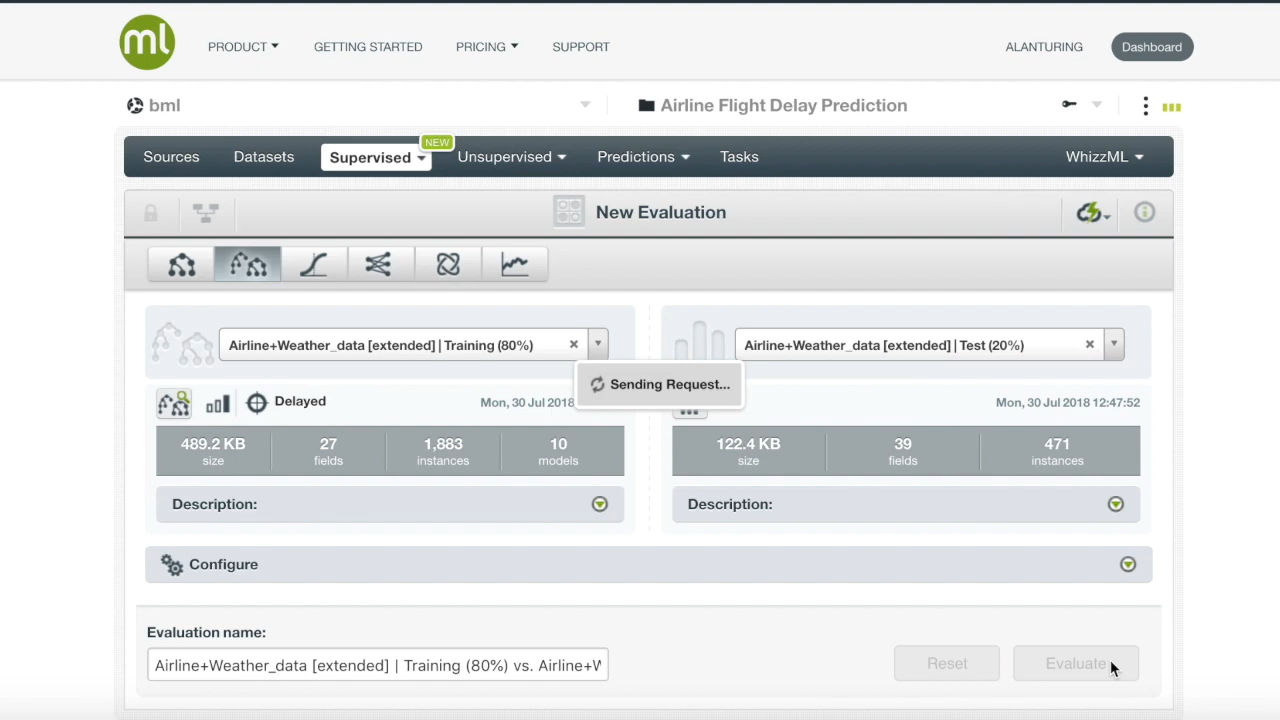 ml PRODUCT GETTING STARTED PRICING SUPPORT ALANTURING Dashboard
bml Airline Flight Delay Prediction
NEW
Sources Datasets Supervised Unsupervised Predictions Tasks WhizzML
New Evaluation
Airline+Weather_data [extended] | Training (80%) × Airline+Weather_data [extended] | Test (20%) ×
Sending Request...
Delayed Mon, 30 Jul 2018 Mon, 30 Jul 2018 12:47:52
489.2 KB 27 1,883 10 122.4 KB 39 471
size fields instances models size fields instances
Description: Description:
Configure
Evaluation name:
Airline+Weather_data [extended] | Training (80%) vs. Airline+W
Reset Evaluate